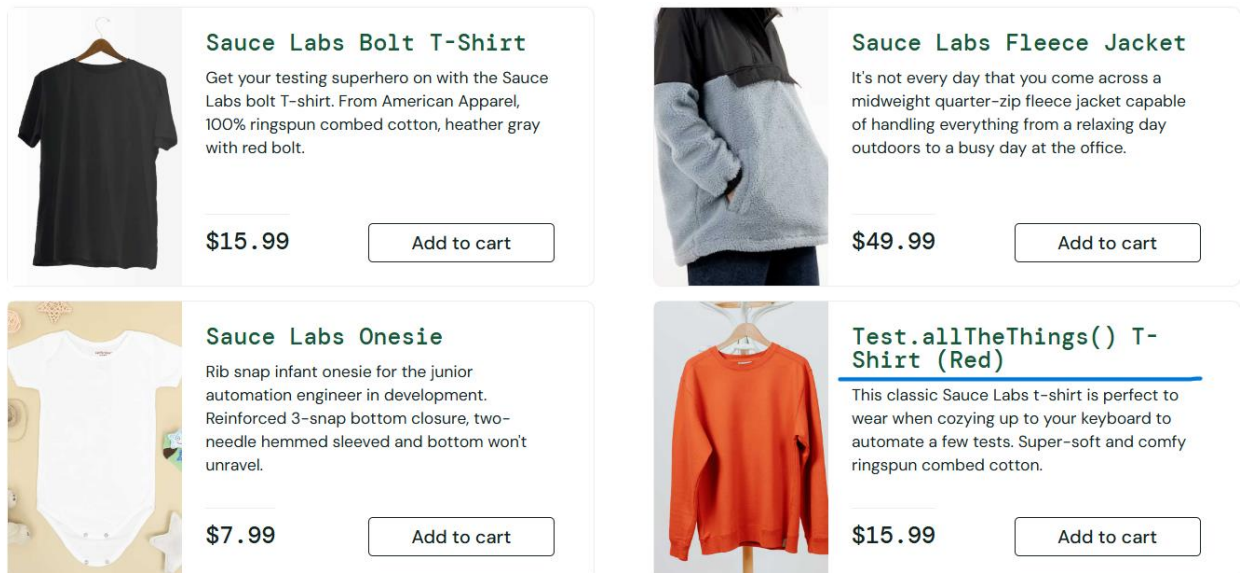 Sauce Labs Bolt T-Shirt
Get your testing superhero on with the Sauce
Labs bolt T-shirt. From American Apparel,
100% ringspun combed cotton, heather gray
with red bolt.
$15.99
Add to cart
Sauce Labs Fleece Jacket
It's not every day that you come across a
midweight quarter-zip fleece jacket capable
of handling everything from a relaxing day
outdoors to a busy day at the office.
$49.99
Add to cart
Sauce Labs Onesie
Rib snap infant onesie for the junior
automation engineer in development.
Reinforced 3-snap bottom closure, two-
needle hemmed sleeved and bottom won't
unravel.
$7.99
Add to cart
Test.allTheThings() T-
Shirt (Red)
This classic Sauce Labs t-shirt is perfect to
wear when cozying up to your keyboard to
automate a few tests. Super-soft and comfy
ringspun combed cotton.
$15.99
Add to cart